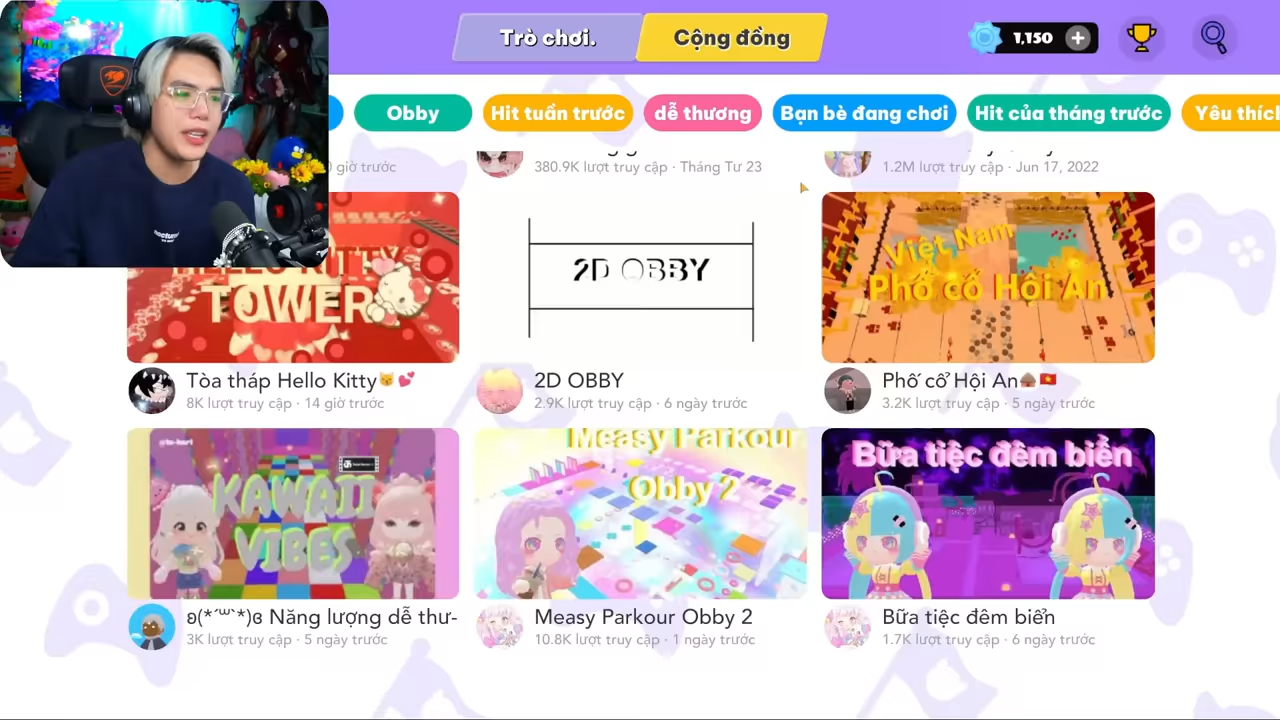 Trò chơi.
Cộng đồng
1,150
Obby
Hit tuần trước
dễ thương
Bạn bè đang chơi
Hit của tháng trước
Yêu thích
giờ trước
380.9K lượt truy cập · Tháng Tư 23
1.2M lượt truy cập · Jun 17, 2022
HELLO KITTY
TOWER
2D OBBY
Việt Nam
Phố cổ Hội An
Tòa tháp Hello Kitty😽💕
8K lượt truy cập · 14 giờ trước
2D OBBY
2.9K lượt truy cập · 6 ngày trước
Phố cổ Hội An🛖🇻🇳
3.2K lượt truy cập · 5 ngày trước
KAWAII
VIBES
Measy Parkour
Obby 2
Bữa tiệc đêm biển
ʚ(*´꒳`*)ɞ Năng lượng dễ thư-
3K lượt truy cập · 5 ngày trước
Measy Parkour Obby 2
10.8K lượt truy cập · 1 ngày trước
Bữa tiệc đêm biển
1.7K lượt truy cập · 6 ngày trước